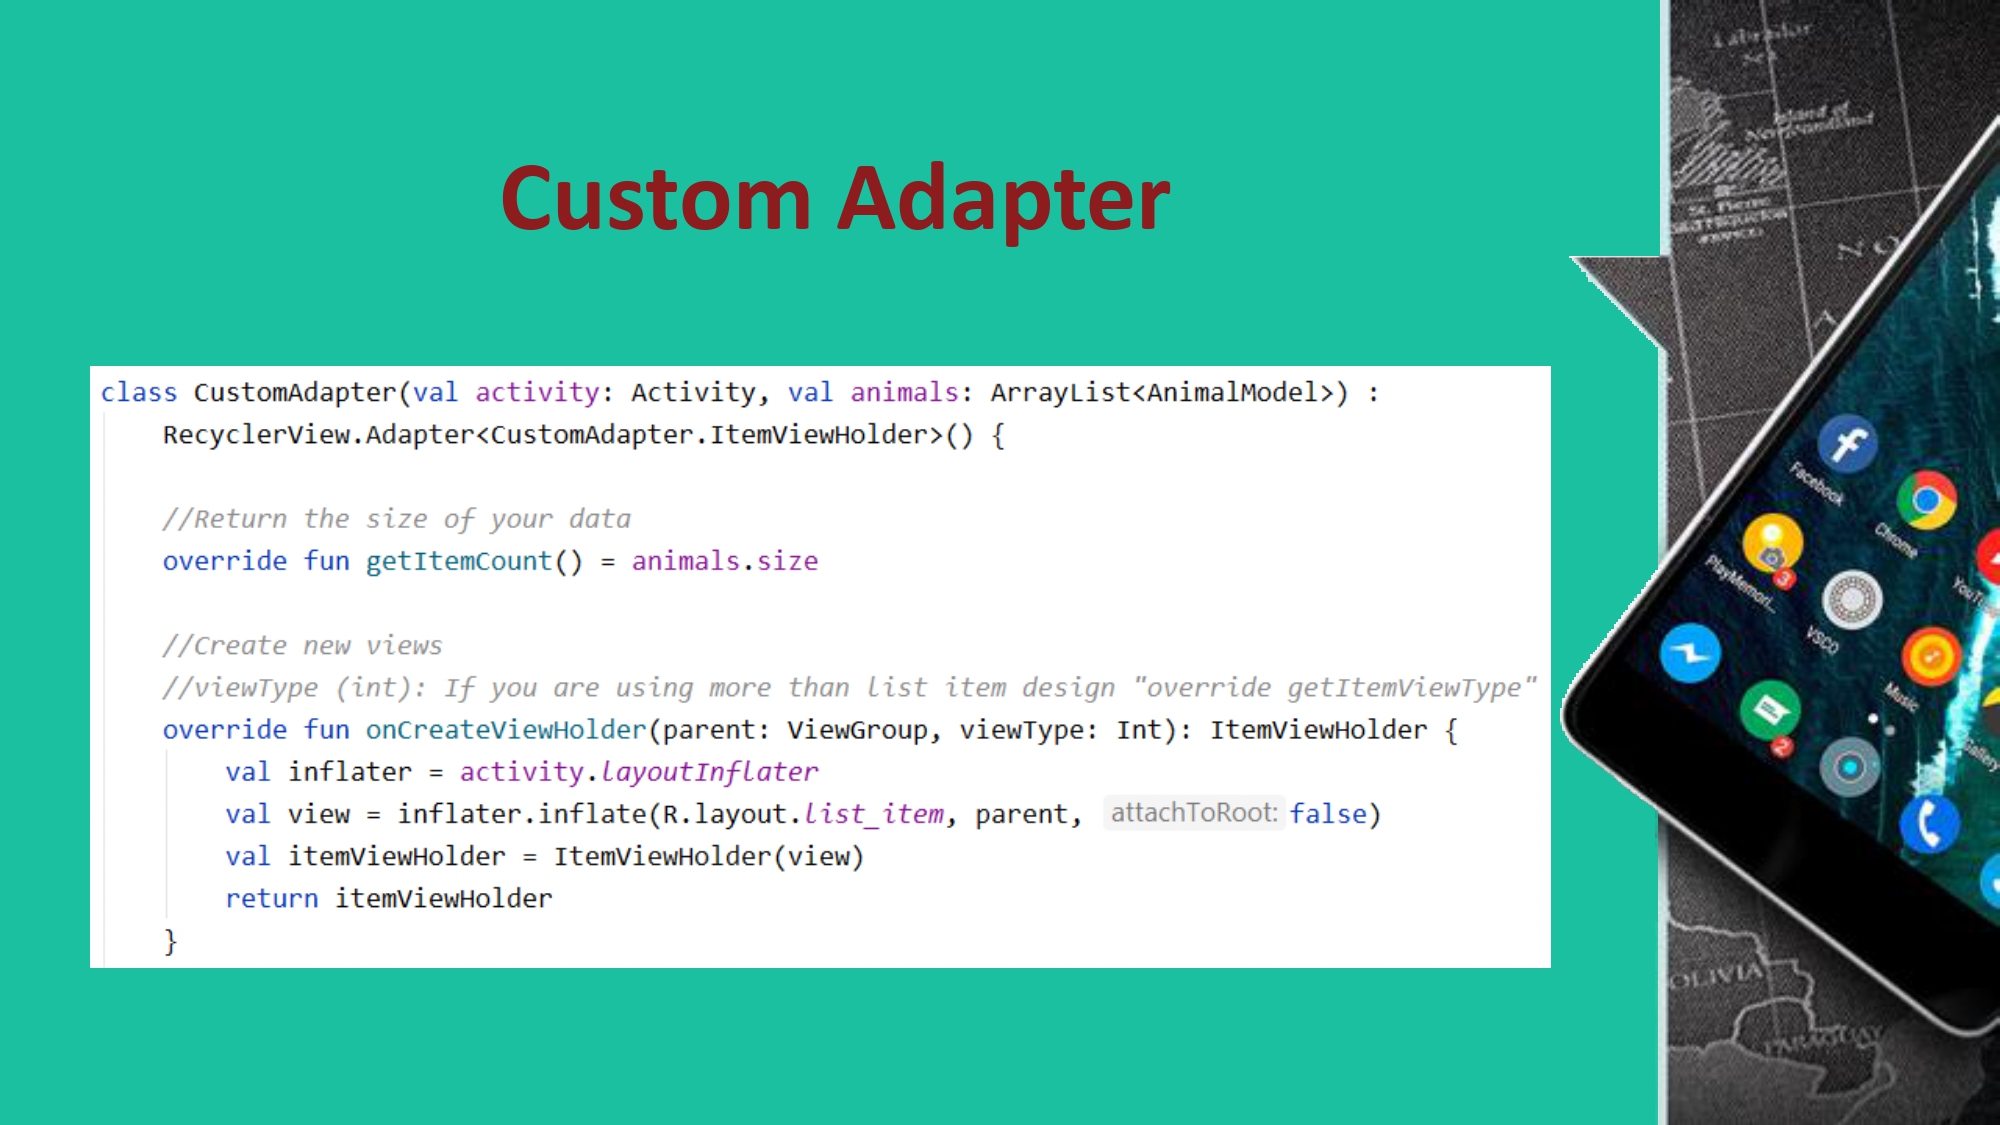 Custom Adapter
class CustomAdapter(val activity: Activity, val animals: ArrayList<AnimalModel>) :
RecyclerView.Adapter<CustomAdapter.ItemViewHolder>() {
//Return the size of your data
override fun getItemCount() = animals.size
//Create new views
//viewType (int): If you are using more than list item design "override getItemViewType"
override fun onCreateViewHolder(parent: ViewGroup, viewType: Int): ItemViewHolder {
val inflater = activity.layoutInflater
val view = inflater.inflate(R.layout.list_item, parent, attachToRoot: false)
val itemViewHolder = ItemViewHolder(view)
return itemViewHolder
}
Labrador
Island of
Newfoundland
St. Pierre
Facebook
Chrome
PlayMemori...
3
VSCO
Music
2
Gallery
OLIVIA
PARAGUAY